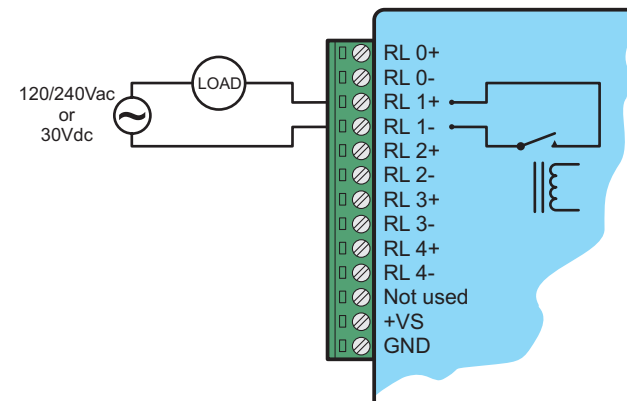 120/240Vac
or
30Vdc
LOAD
RL 0+
RL 0-
RL 1+
RL 1-
RL 2+
RL 2-
RL 3+
RL 3-
RL 4+
RL 4-
Not used
+VS
GND